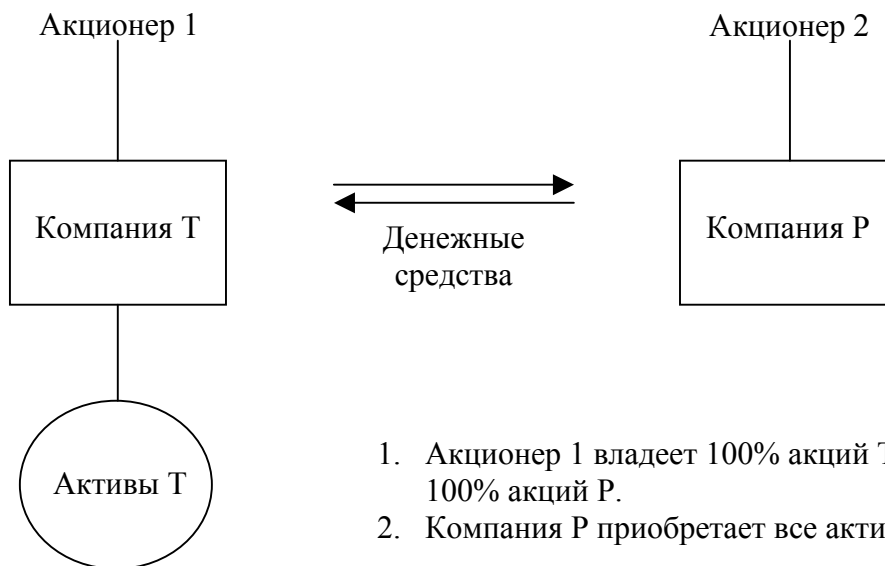 Акционер 1
Акционер 2
Компания Т
Компания Р
Денежные
средства
Активы Т
1. Акционер 1 владеет 100% акций
100% акций Р.
2. Компания Р приобретает все